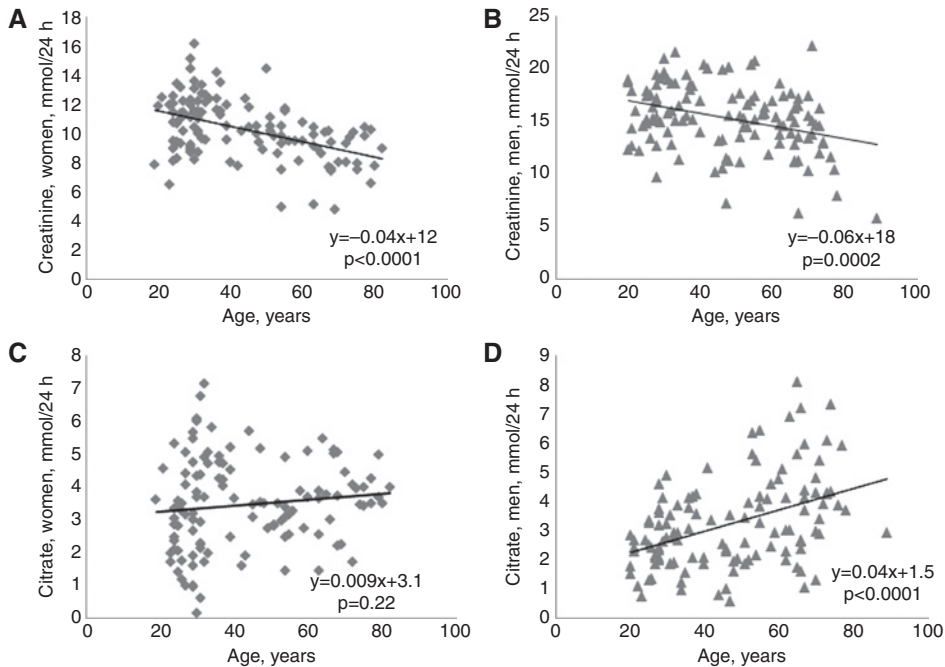 A
Creatinine, women, mmol/24 h
18
16
14
12
10
8
6
4
2
0
y=–0.04x+12
p<0.0001
0 20 40 60 80 100
Age, years
B
Creatinine, men, mmol/24 h
25
20
15
10
5
0
y=–0.06x+18
p=0.0002
0 20 40 60 80 100
Age, years
C
Citrate, women, mmol/24 h
8
7
6
5
4
3
2
1
0
y=0.009x+3.1
p=0.22
0 20 40 60 80 100
Age, years
D
Citrate, men, mmol/24 h
9
8
7
6
5
4
3
2
1
0
y=0.04x+1.5
p<0.0001
0 20 40 60 80 100
Age, years